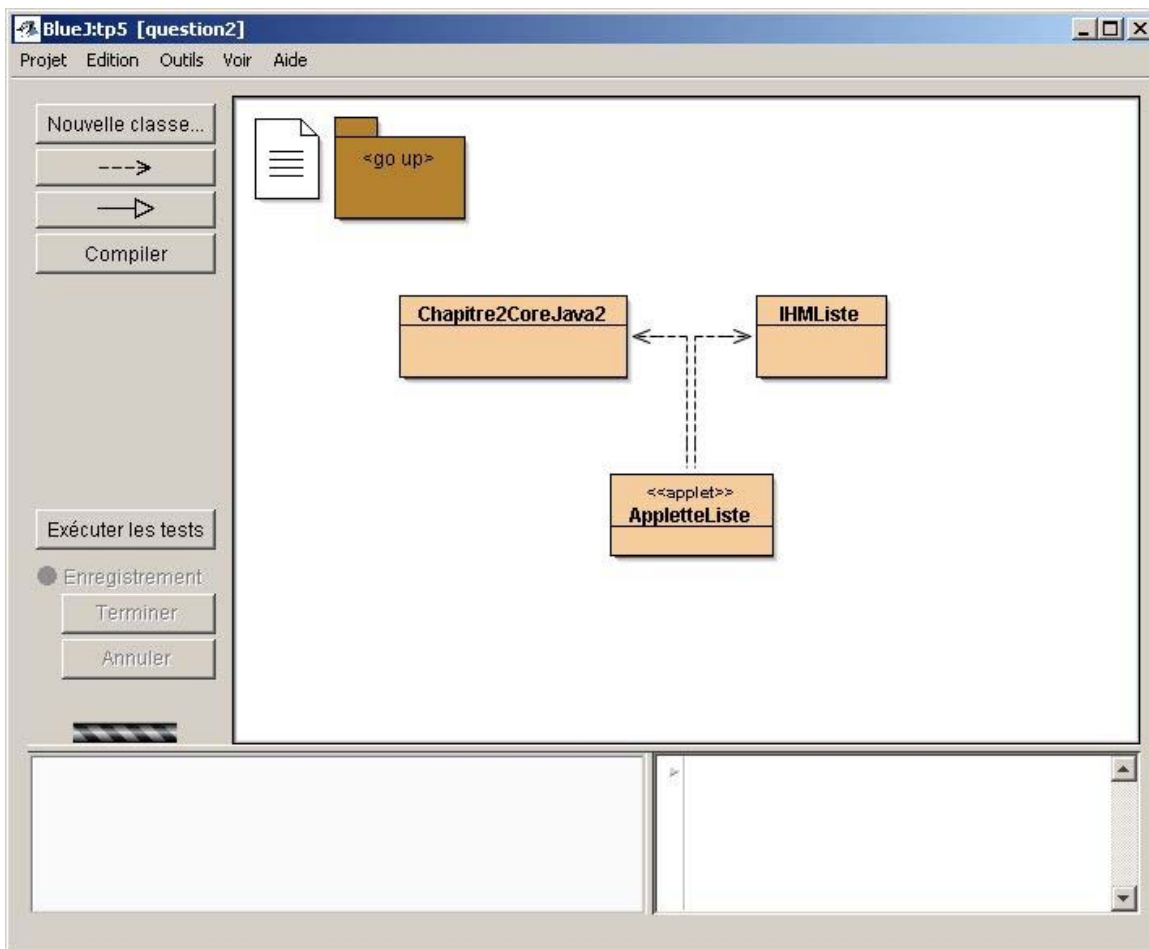 BlueJ:tp5 [question2]
Projet Edition Outils Voir Aide
Nouvelle classe...
Compiler
<go up>
Chapitre2CoreJava2
IHMListe
<<applet>>
AppletteListe
Exécuter les tests
Enregistrement
Terminer
Annuler